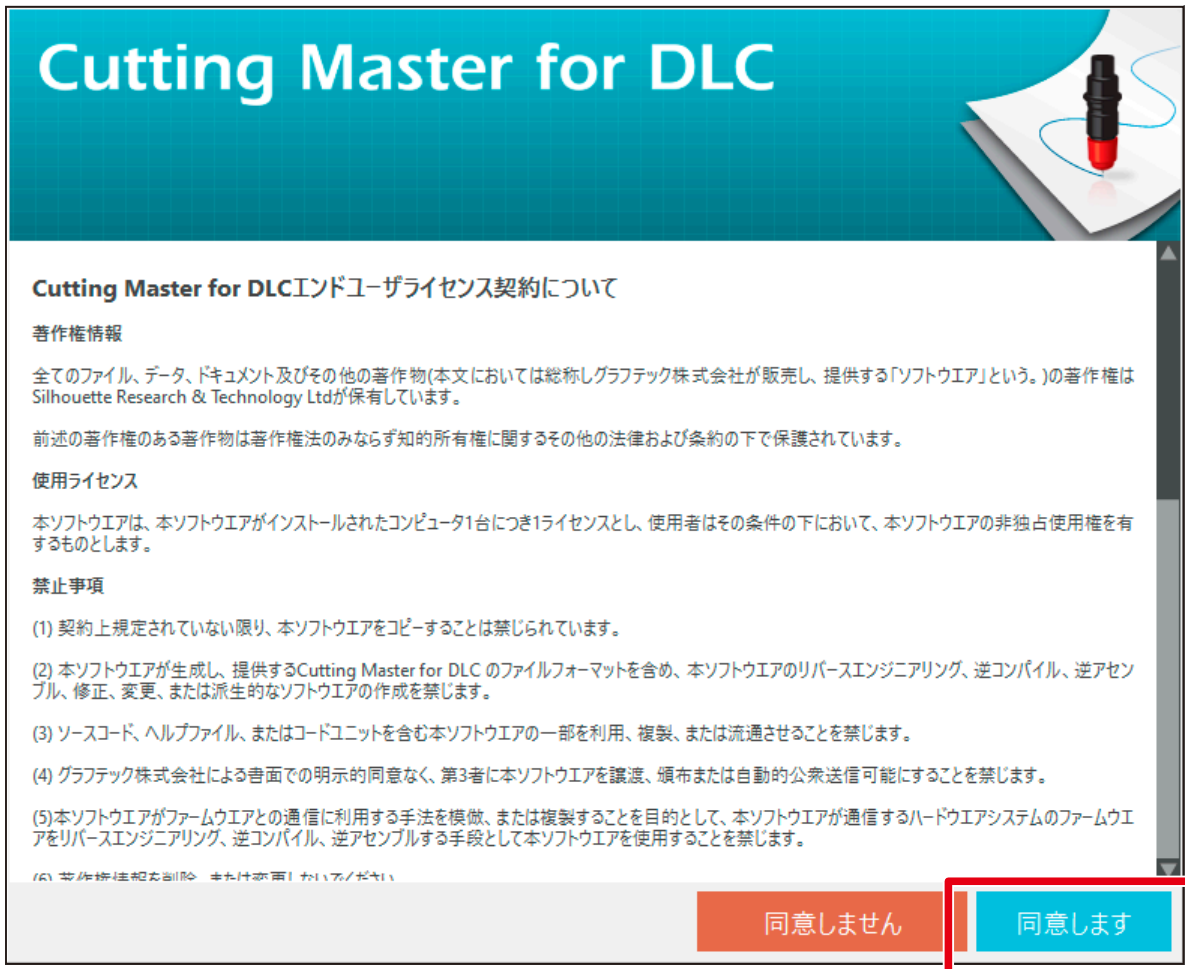 Cutting Master for DLC
Cutting Master for DLCエンドユーザライセンス契約について
著作権情報
全てのファイル、データ、ドキュメント及びその他の著作物(本文においては総称しグラフテック株式会社が販売し、提供する「ソフトウエア」という。)の著作権は
Silhouette Research & Technology Ltdが保有しています。
前述の著作権のある著作物は著作権法のみならず知的所有権に関するその他の法律および条約の下で保護されています。
使用ライセンス
本ソフトウエアは、本ソフトウエアがインストールされたコンピュータ1台につき1ライセンスとし、使用者はその条件の下において、本ソフトウエアの非独占使用権を有
するものとします。
禁止事項
(1) 契約上規定されていない限り、本ソフトウエアをコピーすることは禁じられています。
(2) 本ソフトウエアが生成し、提供するCutting Master for DLC のファイルフォーマットを含め、本ソフトウエアのリバースエンジニアリング、逆コンパイル、逆アセン
ブル、修正、変更、または派生的なソフトウエアの作成を禁じます。
(3) ソースコード、ヘルプファイル、またはコードユニットを含む本ソフトウエアの一部を利用、複製、または流通させることを禁じます。
(4) グラフテック株式会社による書面での明示的同意なく、第3者に本ソフトウエアを譲渡、頒布または自動的公衆送信可能にすることを禁じます。
(5)本ソフトウエアがファームウエアとの通信に利用する手法を模倣、または複製することを目的として、本ソフトウエアが通信するハードウエアシステムのファームウエ
アをリバースエンジニアリング、逆コンパイル、逆アセンブルする手段として本ソフトウエアを使用することを禁じます。
(6) 著作権情報を削除、または変更しないでください
同意しません
同意します